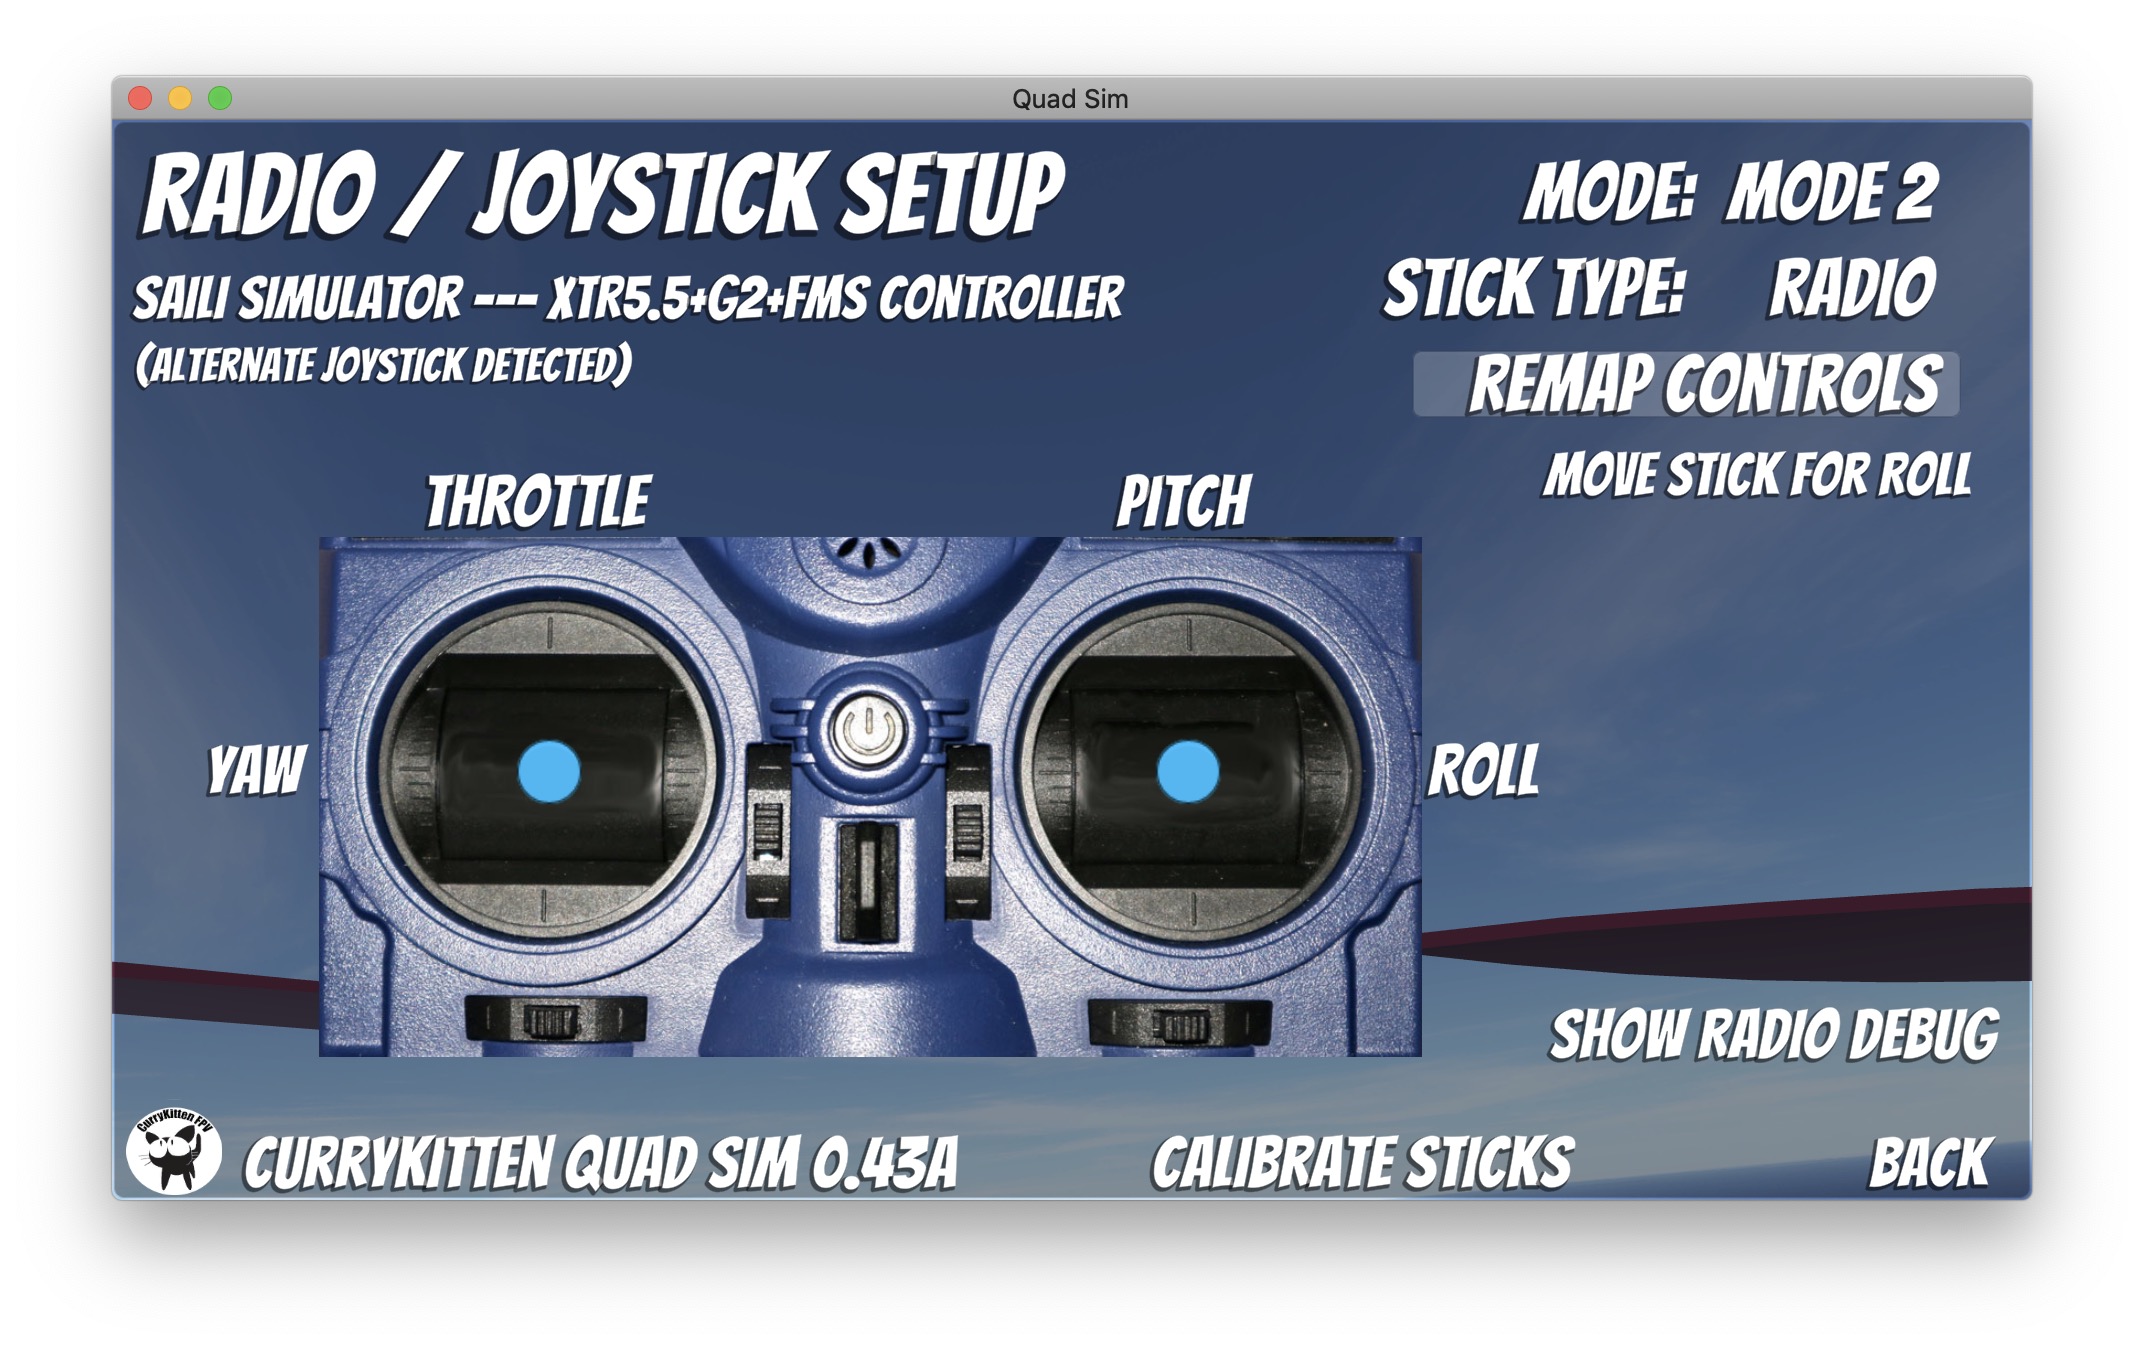 Quad Sim
RADIO / JOYSTICK SETUP
MODE: MODE 2
SAILI SIMULATOR --- XTR5.5+G2+FMS CONTROLLER
STICK TYPE: RADIO
(ALTERNATE JOYSTICK DETECTED)
REMAP CONTROLS
MOVE STICK FOR ROLL
THROTTLE
PITCH
YAW
ROLL
SHOW RADIO DEBUG
CurryKitten FPV
CURRYKITTEN QUAD SIM 0.43A
CALIBRATE STICKS
BACK